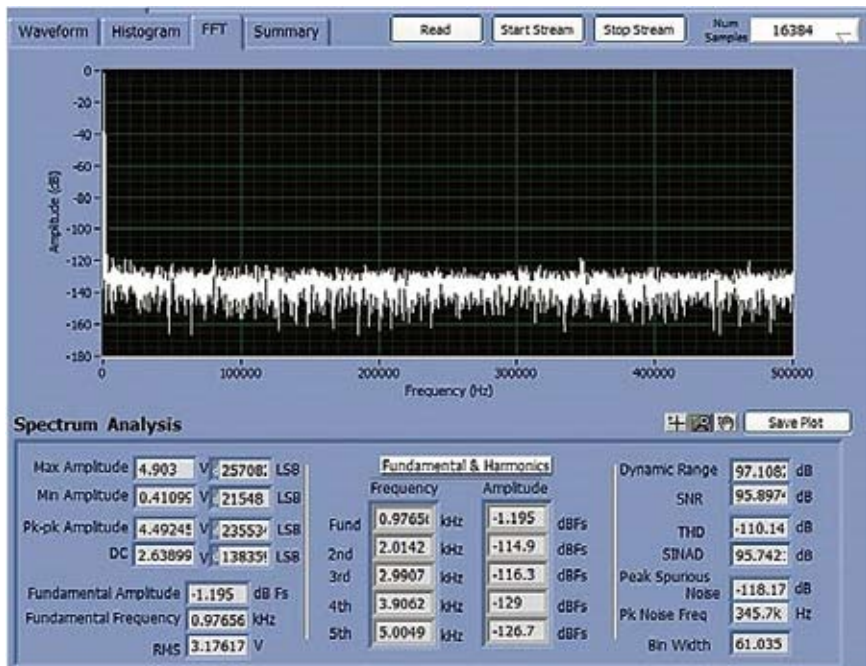 Waveform Histogram FFT Summary Read Start Stream Stop Stream Num Samples 16384
0
-20
-40
-60
-80
-100
-120
-140
-160
-180
Amplitude (dB)
0 100000 200000 300000 400000 500000
Frequency (Hz)
Spectrum Analysis
Save Plot
Max Amplitude 4.903 V 257082 LSB
Min Amplitude 0.41099 V 21548 LSB
Pk-pk Amplitude 4.49245 V 235534 LSB
DC 2.63899 V 138359 LSB
Fundamental Amplitude -1.195 dB Fs
Fundamental Frequency 0.97656 kHz
RMS 3.17617 V
Fundamental & Harmonics
Frequency Amplitude
Fund 0.9765 kHz -1.195 dBFs
2nd 2.0142 kHz -114.9 dBFs
3rd 2.9907 kHz -116.3 dBFs
4th 3.9062 kHz -129 dBFs
5th 5.0049 kHz -126.7 dBFs
Dynamic Range 97.108 dB
SNR 95.897 dB
THD -110.14 dB
SINAD 95.742 dB
Peak Spurious Noise -118.17 dB
Pk Noise Freq 345.7k Hz
Bin Width 61.035